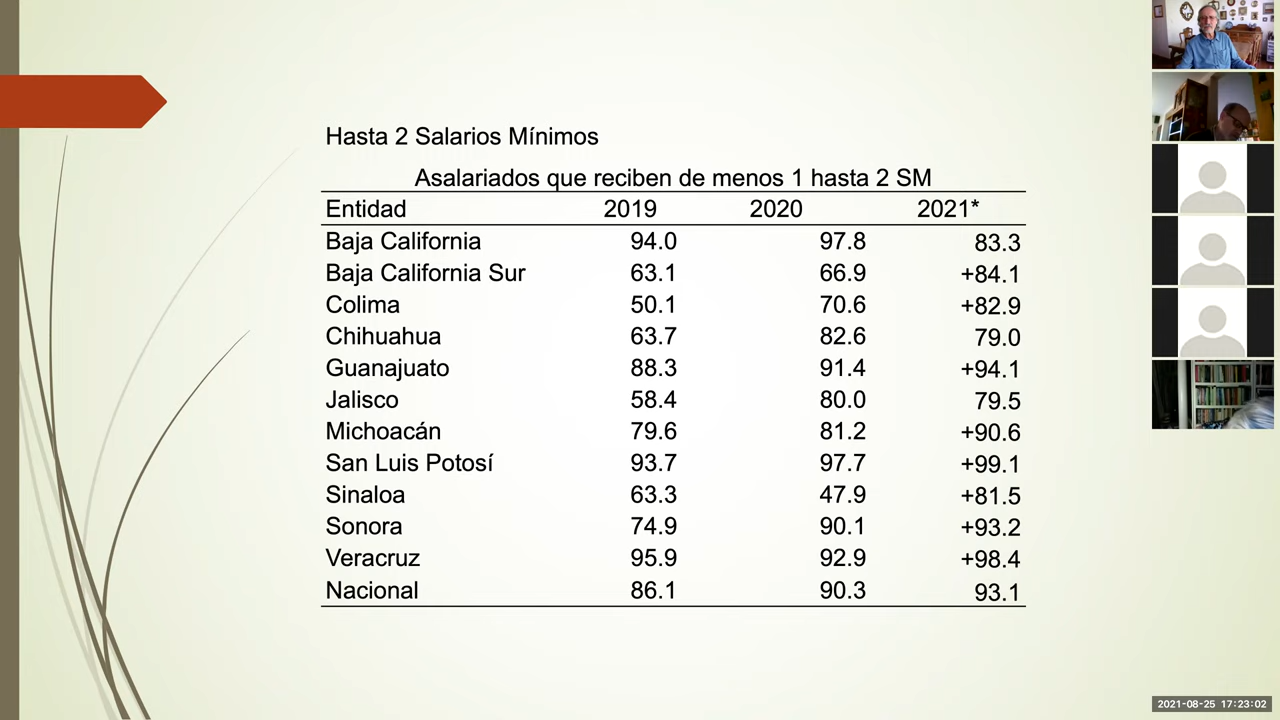 Hasta 2 Salarios Mínimos
Asalariados que reciben de menos 1 hasta 2 SM
Entidad 2019 2020 2021*
Baja California 94.0 97.8 83.3
Baja California Sur 63.1 66.9 +84.1
Colima 50.1 70.6 +82.9
Chihuahua 63.7 82.6 79.0
Guanajuato 88.3 91.4 +94.1
Jalisco 58.4 80.0 79.5
Michoacán 79.6 81.2 +90.6
San Luis Potosí 93.7 97.7 +99.1
Sinaloa 63.3 47.9 +81.5
Sonora 74.9 90.1 +93.2
Veracruz 95.9 92.9 +98.4
Nacional 86.1 90.3 93.1
2021-08-25 17:23:02